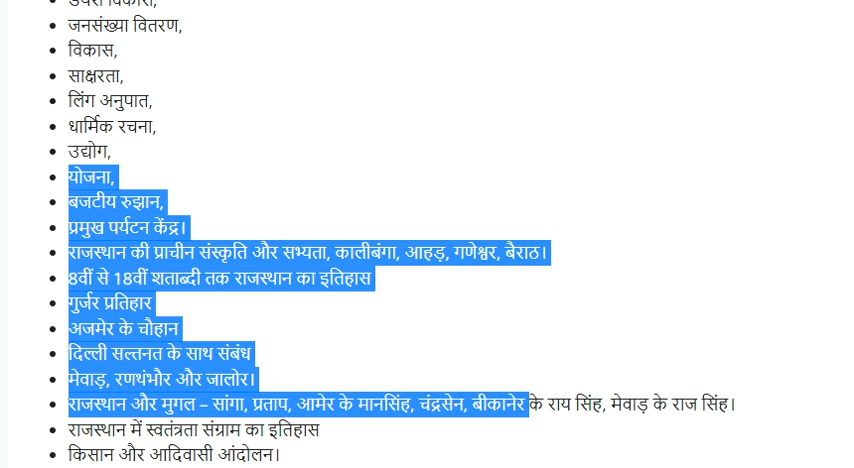 डेयरी विकास,
जनसंख्या वितरण,
विकास,
साक्षरता,
लिंग अनुपात,
धार्मिक रचना,
उद्योग,
योजना,
बजटीय रुझान,
प्रमुख पर्यटन केंद्र।
राजस्थान की प्राचीन संस्कृति और सभ्यता, कालीबंगा, आहड़, गणेश्वर, बैराठ।
8वीं से 18वीं शताब्दी तक राजस्थान का इतिहास
गुर्जर प्रतिहार
अजमेर के चौहान
दिल्ली सल्तनत के साथ संबंध
मेवाड़, रणथंभौर और जालोर।
राजस्थान और मुगल – सांगा, प्रताप, आमेर के मानसिंह, चंद्रसेन, बीकानेर के राय सिंह, मेवाड़ के राज सिंह।
राजस्थान में स्वतंत्रता संग्राम का इतिहास
किसान और आदिवासी आंदोलन।